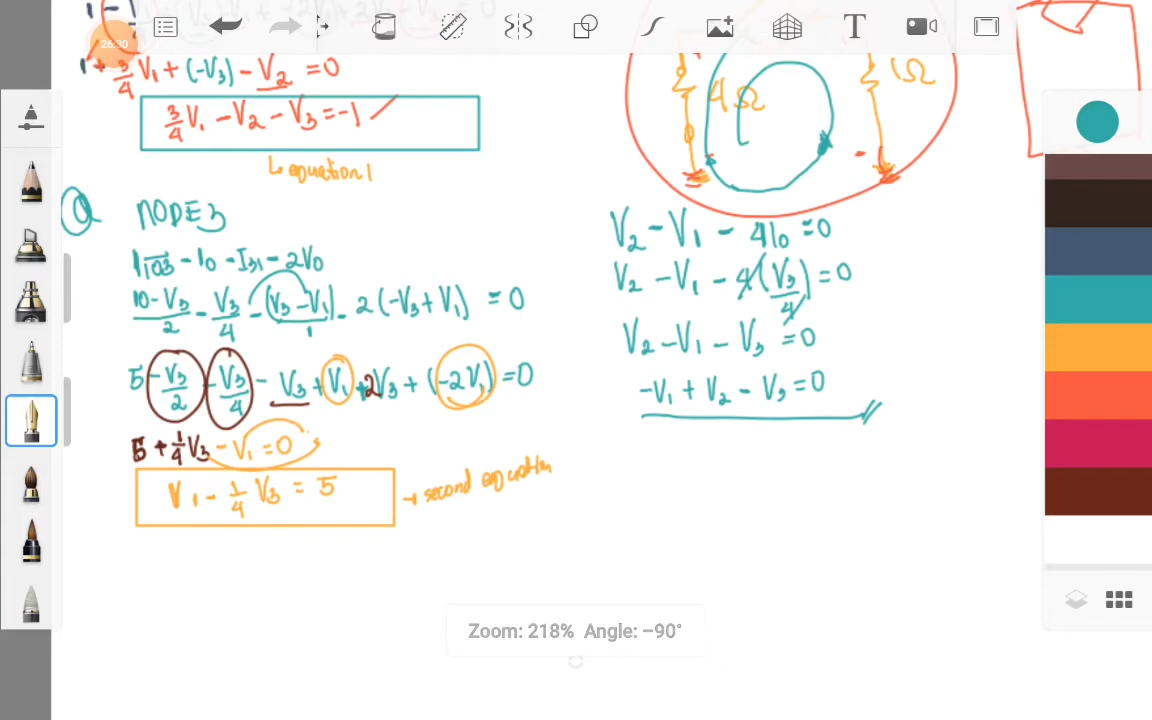 26:30
T
+ 3/4 V₁ + (-V₃) - V₂ = 0
3/4 V₁ - V₂ - V₃ = -1
↳ equation 1
NODE 3
- I₀ - I₃₁ - 2V₀
10 - V₃/2 - V₃/4 - (V₃ - V₁)/1 - 2(-V₃ + V₁) = 0
5 - V₃/2 - V₃/4 - V₃ + V₁ + 2V₃ + (-2V₁) = 0
5 + 1/4 V₃ - V₁ = 0
V₁ - 1/4 V₃ = 5
→ second equation
4Ω
1Ω
V₂ - V₁ - 4I₀ = 0
V₂ - V₁ - 4(V₃/4) = 0
V₂ - V₁ - V₃ = 0
-V₁ + V₂ - V₃ = 0
Zoom: 218% Angle: -90°